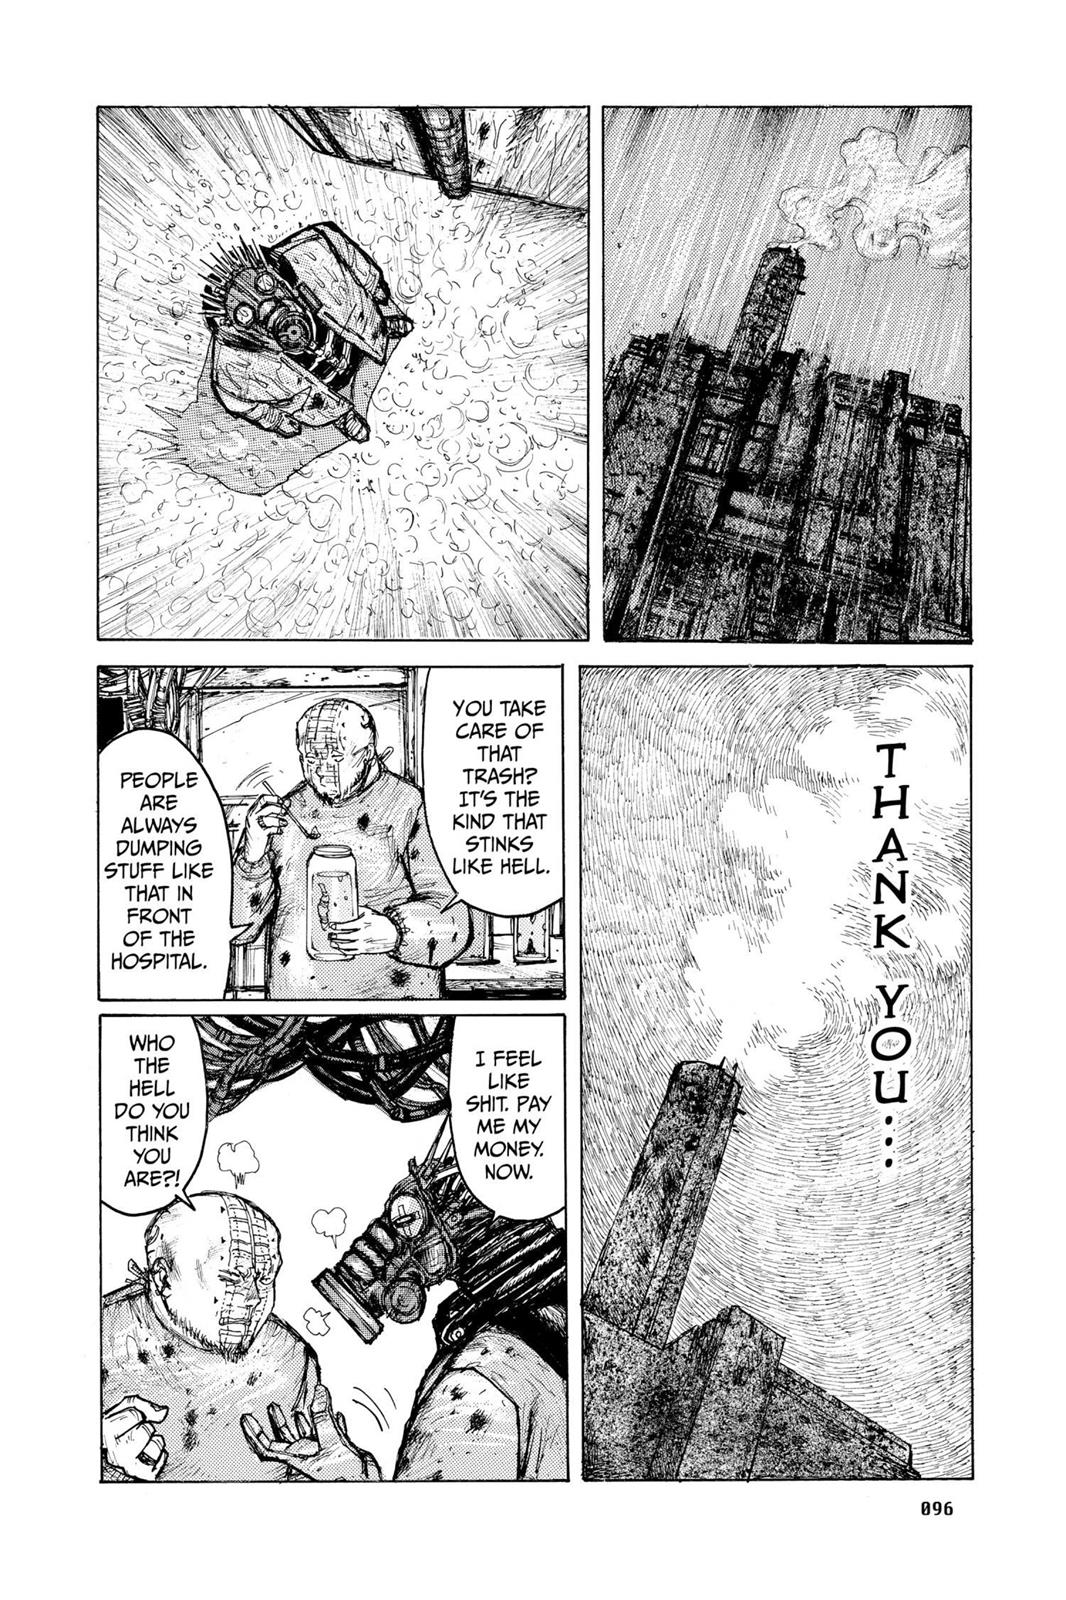 THANK YOU...
YOU TAKE
CARE OF
THAT
TRASH?
IT'S THE
KIND THAT
STINKS
LIKE HELL.
PEOPLE
ARE
ALWAYS
DUMPING
STUFF LIKE
THAT IN
FRONT
OF THE
HOSPITAL.
I FEEL
LIKE
SHIT. PAY
ME MY
MONEY.
NOW.
WHO
THE
HELL
DO YOU
THINK
YOU
ARE?!
096